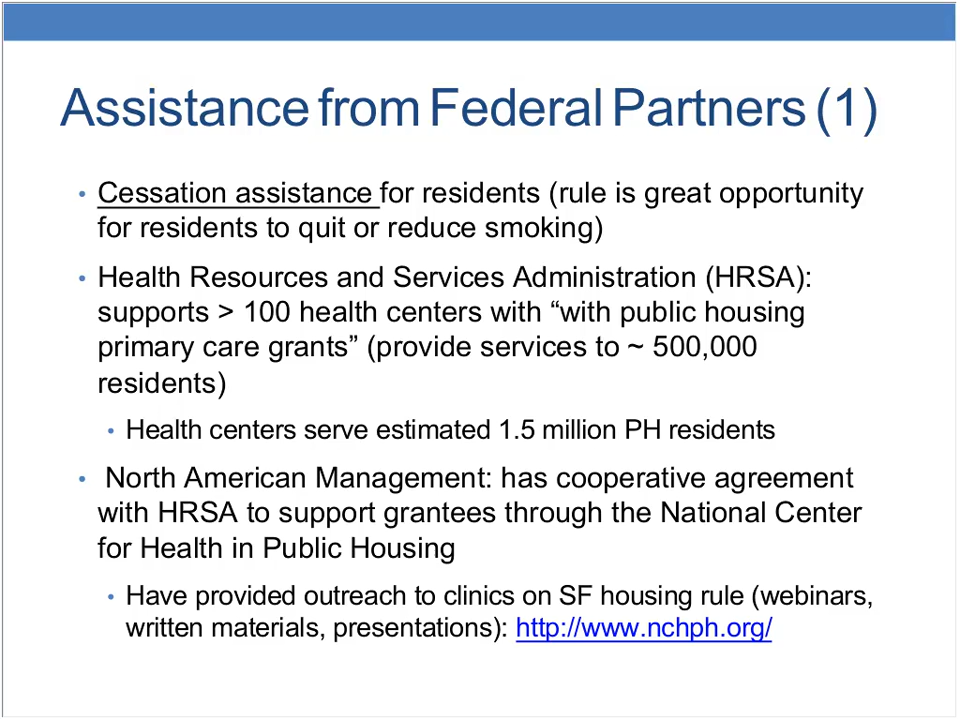 Assistance from Federal Partners (1)
• Cessation assistance for residents (rule is great opportunity
for residents to quit or reduce smoking)
• Health Resources and Services Administration (HRSA):
supports > 100 health centers with “with public housing
primary care grants” (provide services to ~ 500,000
residents)
• Health centers serve estimated 1.5 million PH residents
• North American Management: has cooperative agreement
with HRSA to support grantees through the National Center
for Health in Public Housing
• Have provided outreach to clinics on SF housing rule (webinars,
written materials, presentations): http://www.nchph.org/